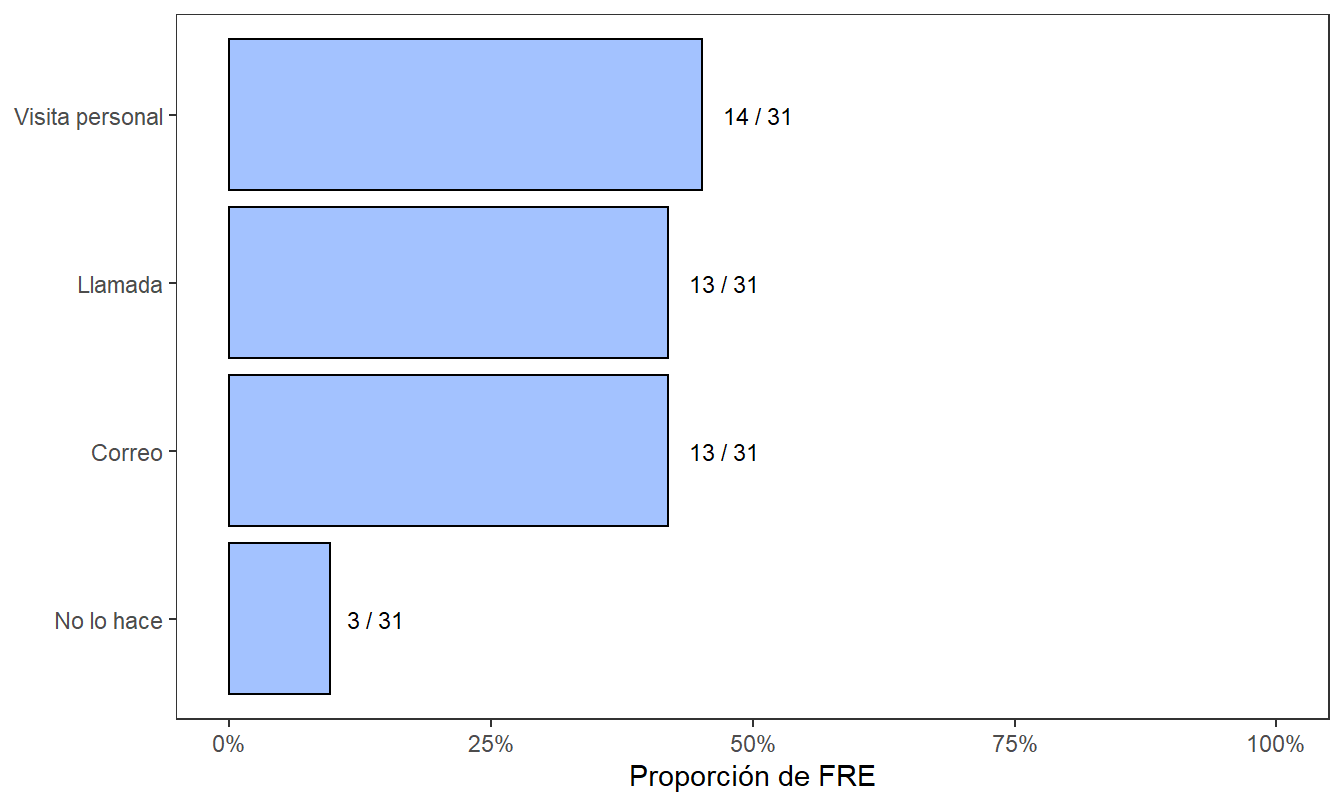 Visita personal
14 / 31
Llamada
13 / 31
Correo
13 / 31
No lo hace
3 / 31
0% 25% 50% 75% 100%
Proporción de FRE